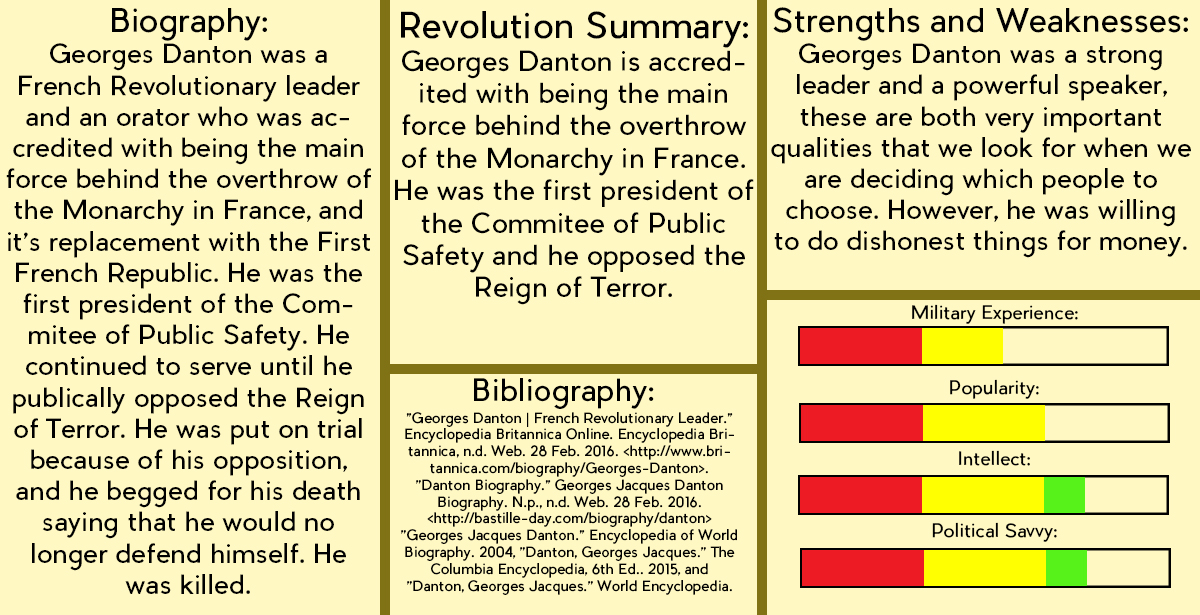 Biography:
Georges Danton was a
French Revolutionary leader
and an orator who was ac-
credited with being the main
force behind the overthrow of
the Monarchy in France, and
it's replacement with the First
French Republic. He was the
first president of the Com-
mitee of Public Safety. He
continued to serve until he
publically opposed the Reign
of Terror. He was put on trial
because of his opposition,
and he begged for his death
saying that he would no
longer defend himself. He
was killed.
Revolution Summary:
Georges Danton is accred-
ited with being the main
force behind the overthrow
of the Monarchy in France.
He was the first president of
the Commitee of Public
Safety and he opposed the
Reign of Terror.
Bibliography:
"Georges Danton | French Revolutionary Leader."
Encyclopedia Britannica Online. Encyclopedia Bri-
tannica, n.d. Web. 28 Feb. 2016. <http://www.bri-
tannica.com/biography/Georges-Danton>.
"Danton Biography." Georges Jacques Danton
Biography. N.p., n.d. Web. 28 Feb. 2016.
<http://bastille-day.com/biography/danton>
"Georges Jacques Danton." Encyclopedia of World
Biography. 2004, "Danton, Georges Jacques." The
Columbia Encyclopedia, 6th Ed.. 2015, and
"Danton, Georges Jacques." World Encyclopedia.
Strengths and Weaknesses:
Georges Danton was a strong
leader and a powerful speaker,
these are both very important
qualities that we look for when we
are deciding which people to
choose. However, he was willing
to do dishonest things for money.
Military Experience:
Popularity:
Intellect:
Political Savvy: